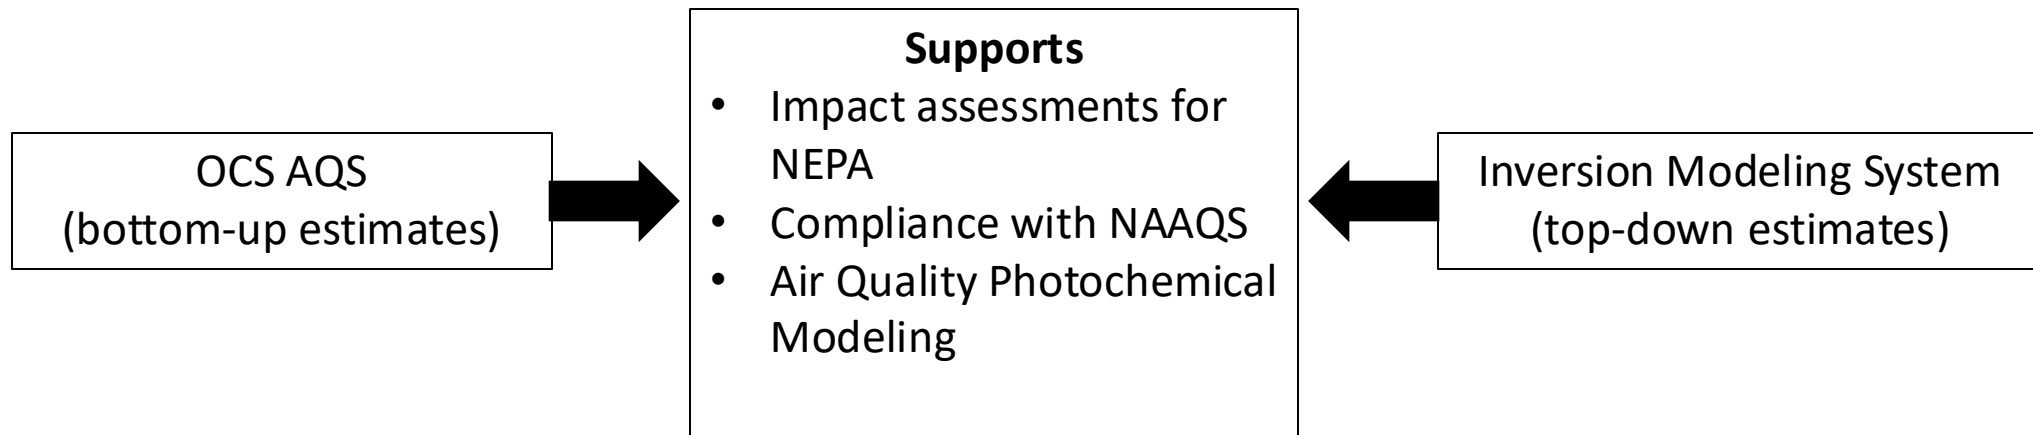 OCS AQS
(bottom-up estimates)
Supports
• Impact assessments for
NEPA
• Compliance with NAAQS
• Air Quality Photochemical
Modeling
Inversion Modeling System
(top-down estimates)